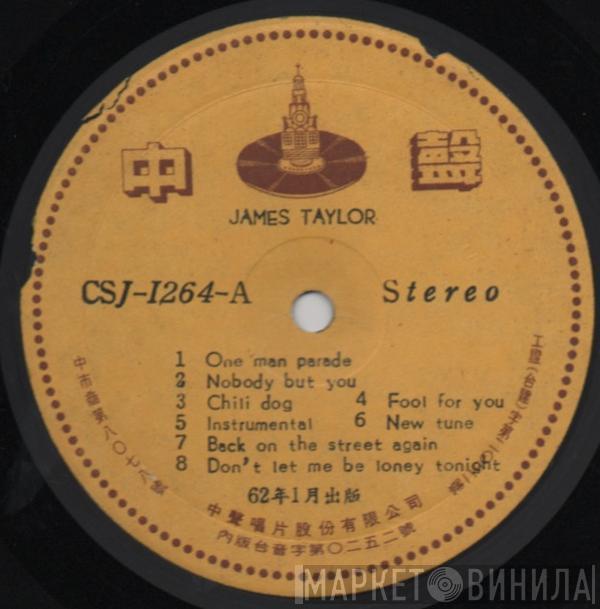 中聲
JAMES TAYLOR
CSJ-1264-A Stereo
1 One man parade
2 Nobody but you
3 Chili dog 4 Fool for you
5 Instrumental 6 New tune
7 Back on the street again
8 Don't let me be loney tonight
62年1月出版
中聲唱片股份有限公司
內版台音字第〇二五二號
МАРКЕТ ВИНИЛА